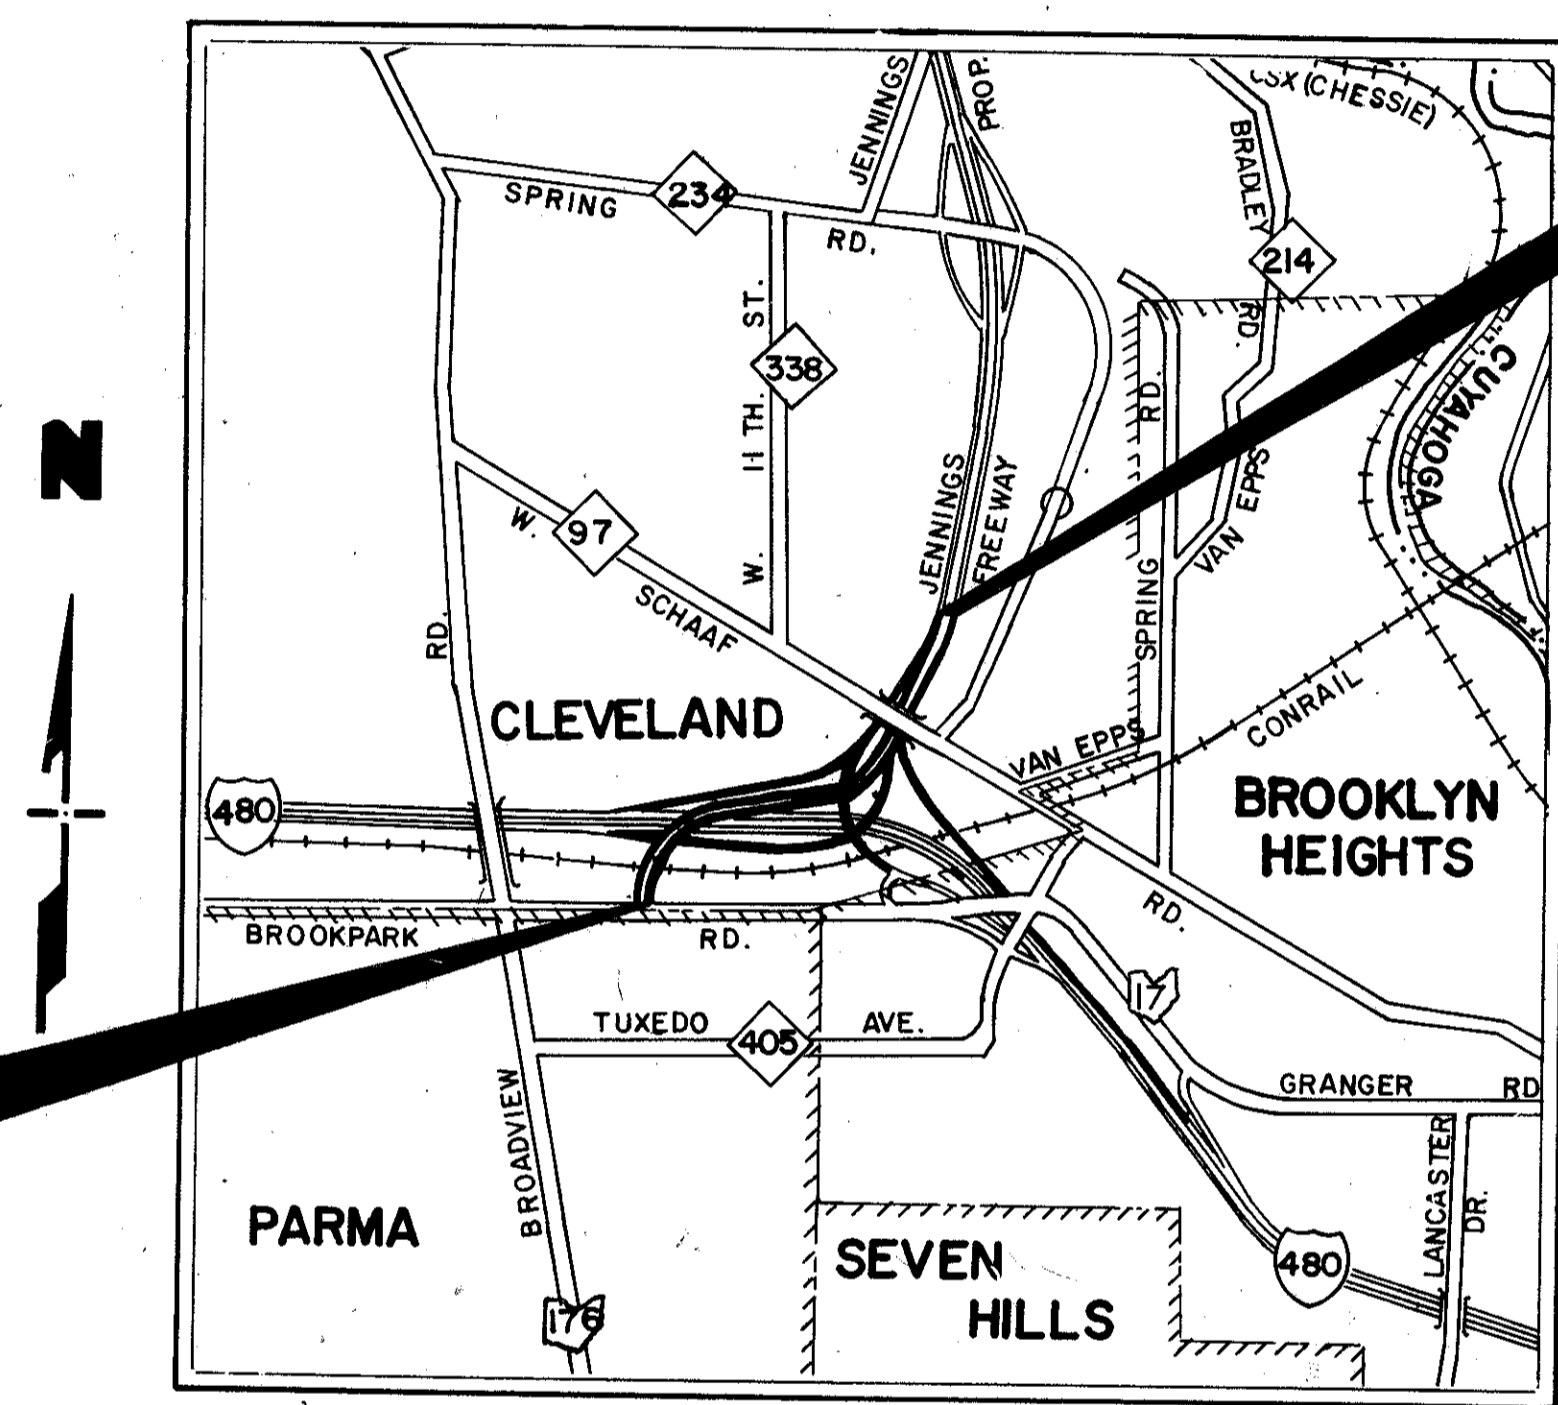 JENNINGS
PROP.
CSX (CHESSIE)
BRADLEY
RD.
214
SPRING
234
RD.
W. 11 TH. ST.
338
N
CUYAHOGA
RD.
W.
97
SCHAAF
JENNINGS
FREEWAY
SPRING
RD.
VAN EPPS
RD.
CLEVELAND
VAN EPPS
CONRAIL
480
BROOKLYN
HEIGHTS
BROOKPARK
RD.
RD.
17
TUXEDO
405
AVE.
BROADVIEW
GRANGER RD
LANCASTER
DR.
PARMA
SEVEN
HILLS
480
176